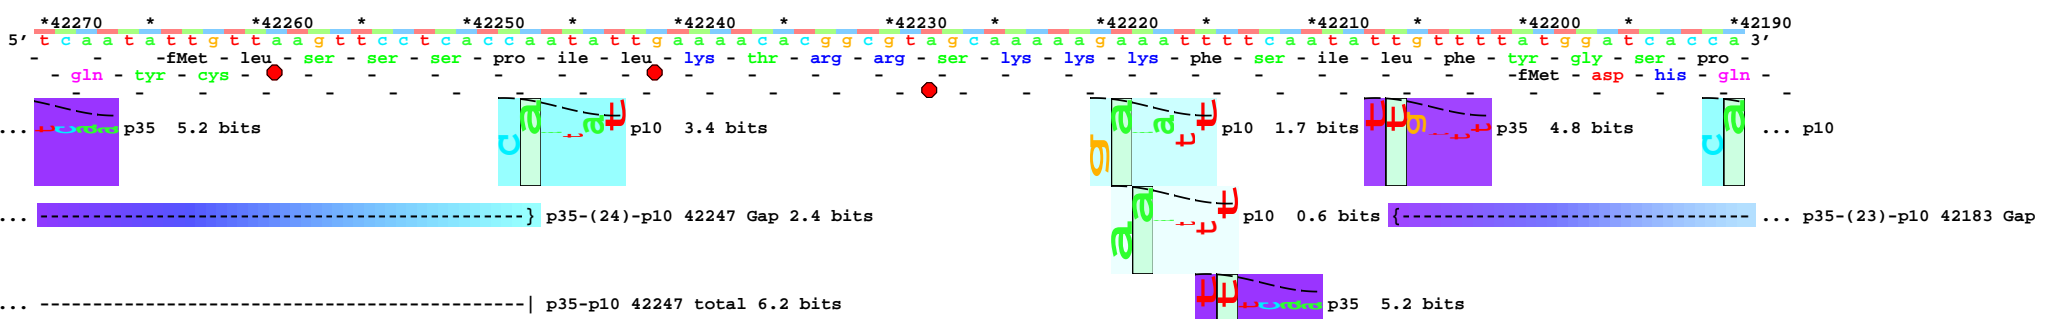 *42270 * *42260 * *42250 * *42240 * *42230 * *42220 * *42210 * *42200 * *42190
5' t c a a t a t t g t t a a g t t c c t c a c c a a t a t t g a a a a c a c g g c g t a g c a a a a a g a a a t t t t c a a t a t t g t t t t a t g g a t c a c c a 3'
- - -fMet - leu - ser - ser - ser - pro - ile - leu - lys - thr - arg - arg - ser - lys - lys - lys - phe - ser - ile - leu - phe - tyr - gly - ser - pro -
- gln - tyr - cys - - - - - - - - - - - - - - - - - - -fMet - asp - his - gln -
... p35 5.2 bits p10 3.4 bits p10 1.7 bits p35 4.8 bits ... p10
... -----------------------} p35-(24)-p10 42247 Gap 2.4 bits p10 0.6 bits {----------------- ... p35-(23)-p10 42183 Gap
... -----------------------| p35-p10 42247 total 6.2 bits p35 5.2 bits